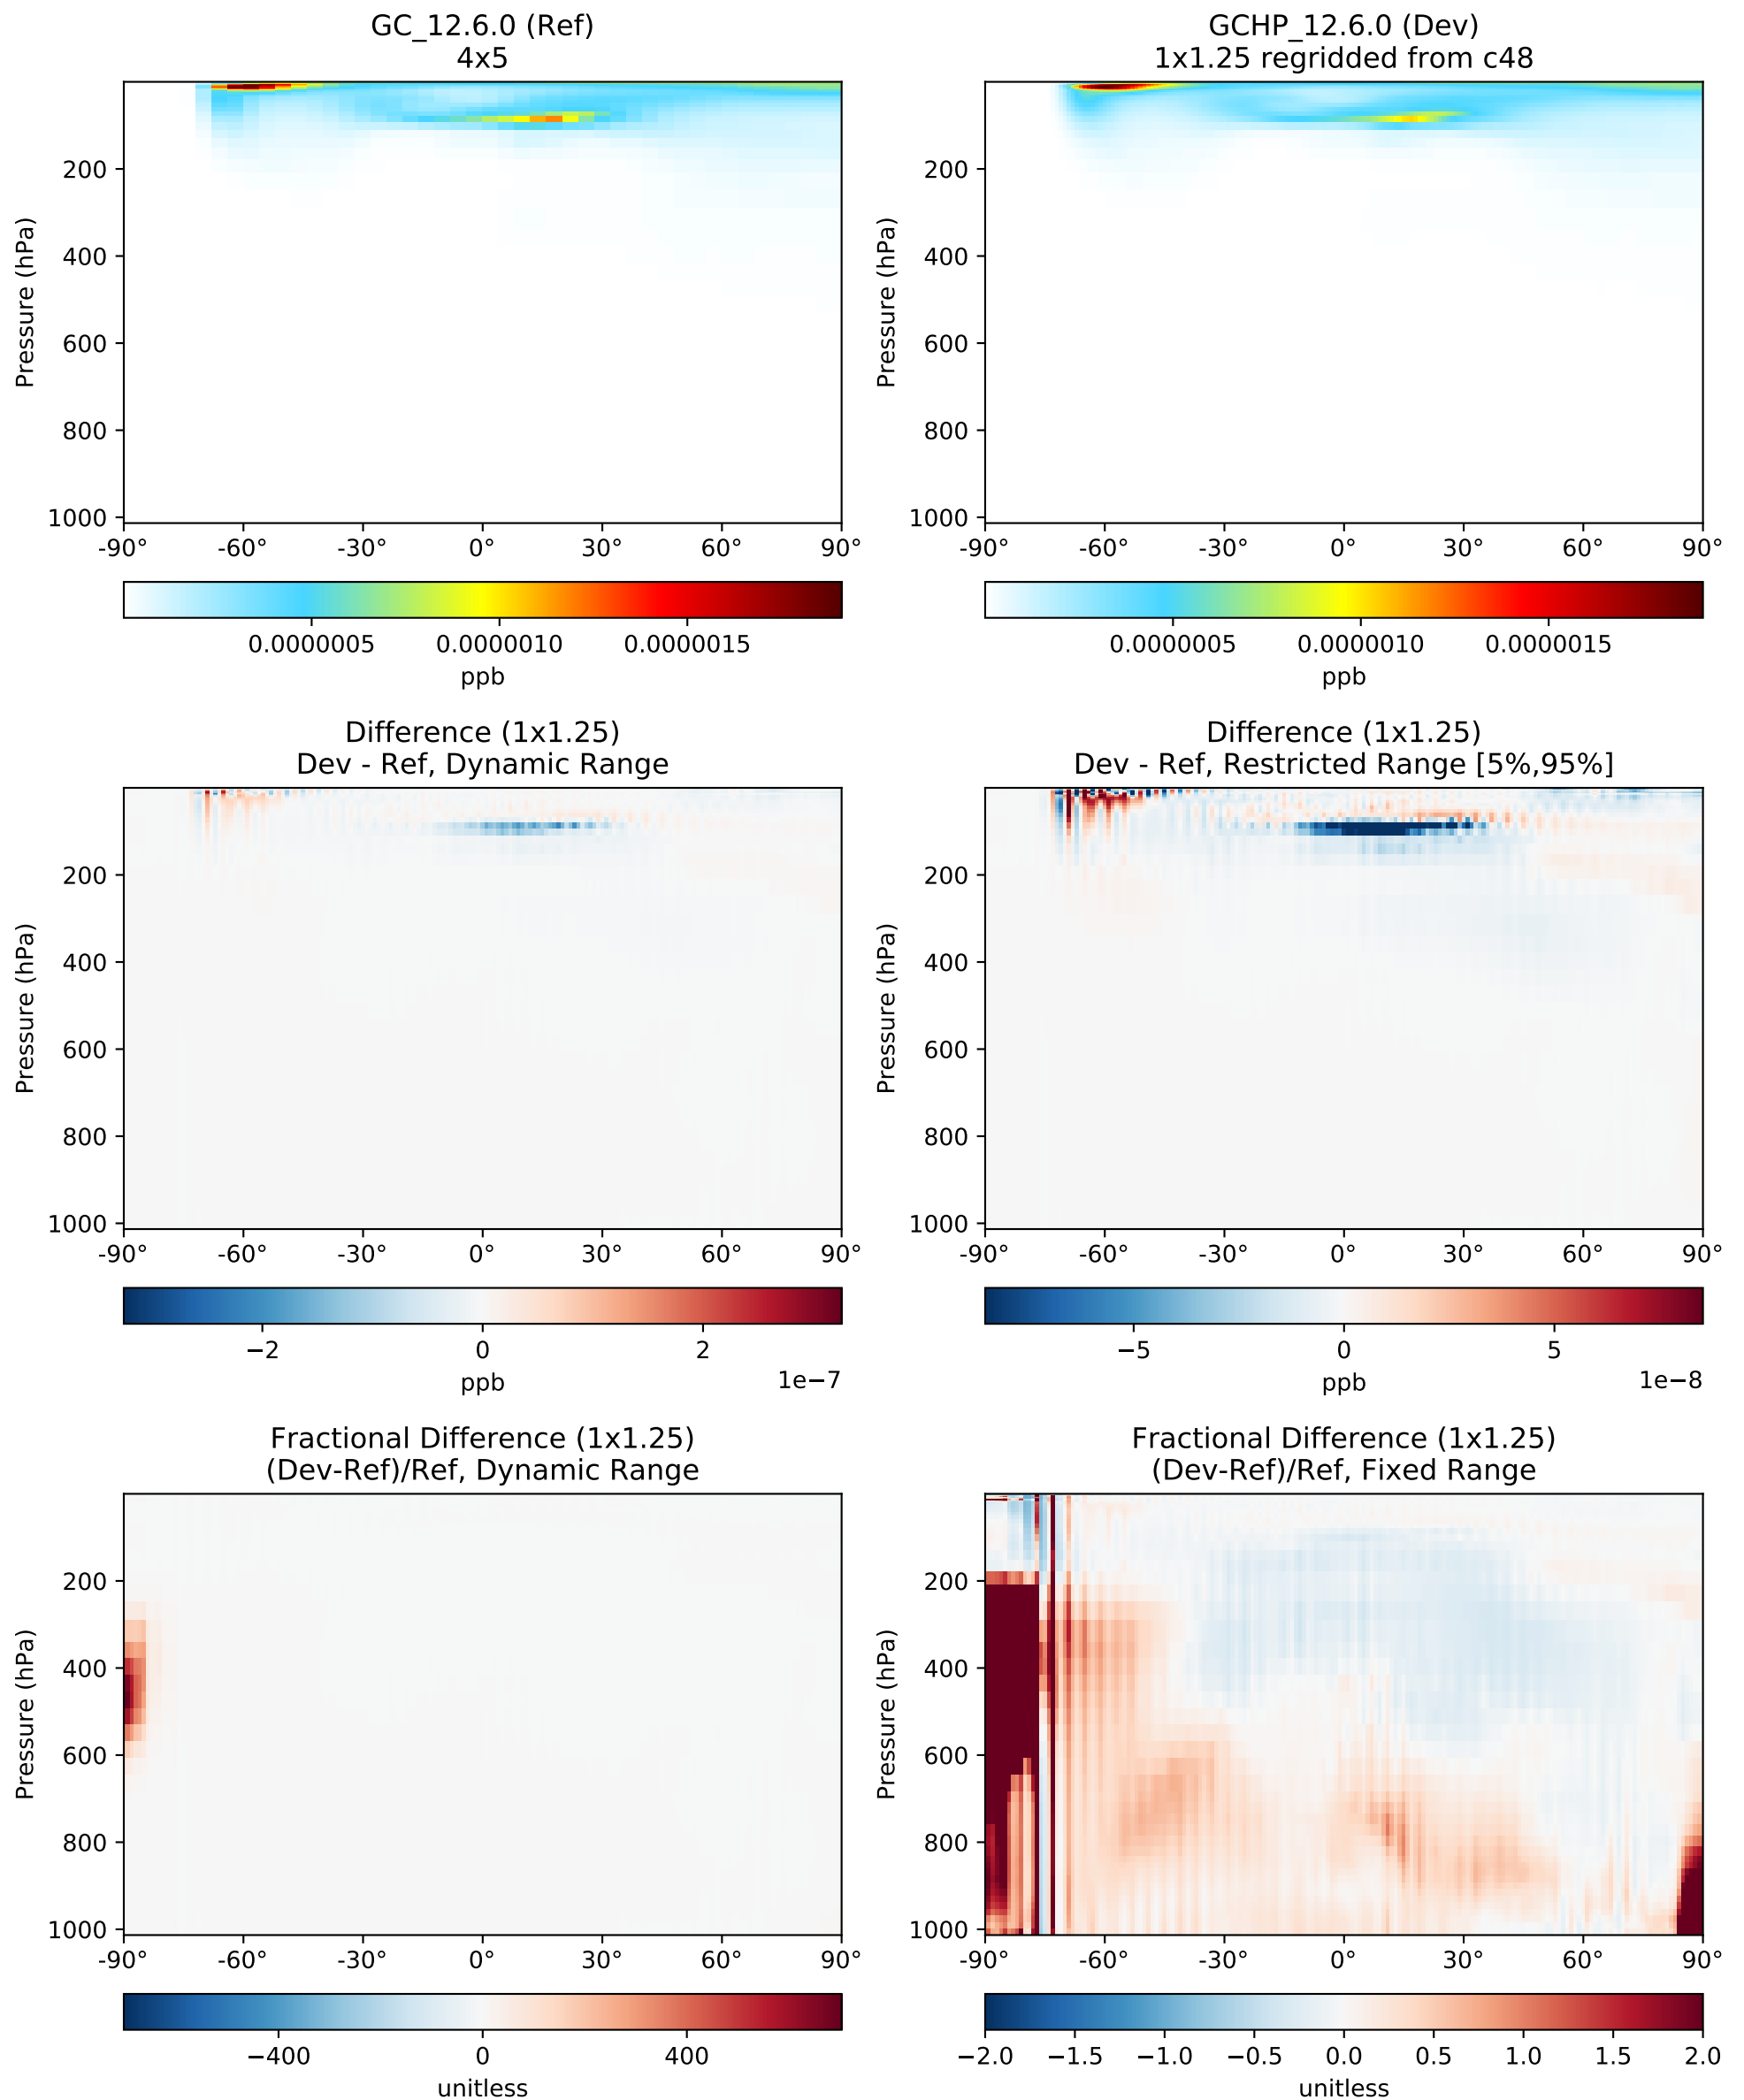 GC_12.6.0 (Ref)
4x5
Pressure (hPa)
200
400
600
800
1000
-90° -60° -30° 0° 30° 60° 90°
0.0000005 0.0000010 0.0000015
ppb
GCHP_12.6.0 (Dev)
1x1.25 regridded from c48
Pressure (hPa)
200
400
600
800
1000
-90° -60° -30° 0° 30° 60° 90°
0.0000005 0.0000010 0.0000015
ppb
Difference (1x1.25)
Dev - Ref, Dynamic Range
Pressure (hPa)
200
400
600
800
1000
-90° -60° -30° 0° 30° 60° 90°
−2 0 2
ppb
1e−7
Difference (1x1.25)
Dev - Ref, Restricted Range [5%,95%]
Pressure (hPa)
200
400
600
800
1000
-90° -60° -30° 0° 30° 60° 90°
−5 0 5
ppb
1e−8
Fractional Difference (1x1.25)
(Dev-Ref)/Ref, Dynamic Range
Pressure (hPa)
200
400
600
800
1000
-90° -60° -30° 0° 30° 60° 90°
−400 0 400
unitless
Fractional Difference (1x1.25)
(Dev-Ref)/Ref, Fixed Range
Pressure (hPa)
200
400
600
800
1000
-90° -60° -30° 0° 30° 60° 90°
−2.0 −1.5 −1.0 −0.5 0.0 0.5 1.0 1.5 2.0
unitless